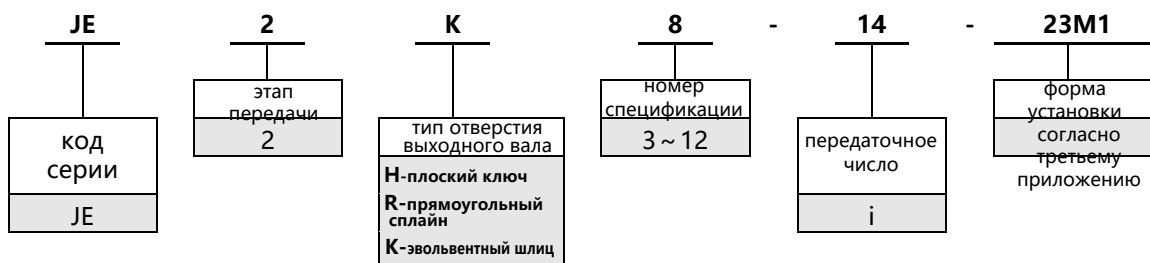 JE 2 K 8 - 14 - 23M1
код
серии
JE
этап
передачи
2
тип отверстия
выходного вала
H-плоский ключ
R-прямоугольный
сплайн
K-эвольвентный шлиц
номер
спецификации
3~12
передаточное
число
i
форма
установки
согласно
третьему
приложению